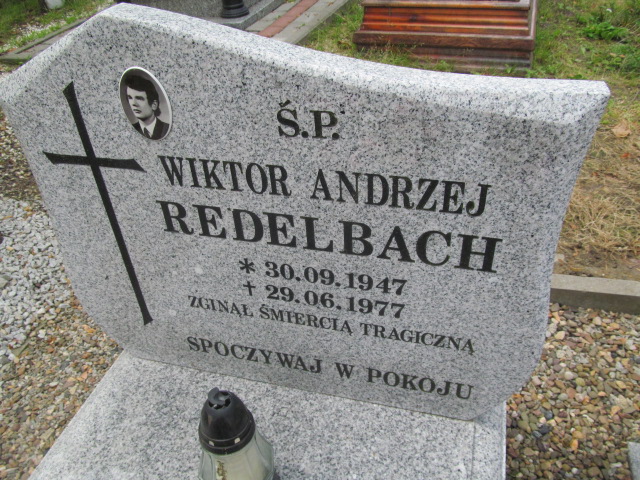 Ś.P.
WIKTOR ANDRZEJ
REDELBACH
* 30.09.1947
† 29.06.1977
ZGINĄŁ ŚMIERCIĄ TRAGICZNĄ
SPOCZYWAJ W POKOJU